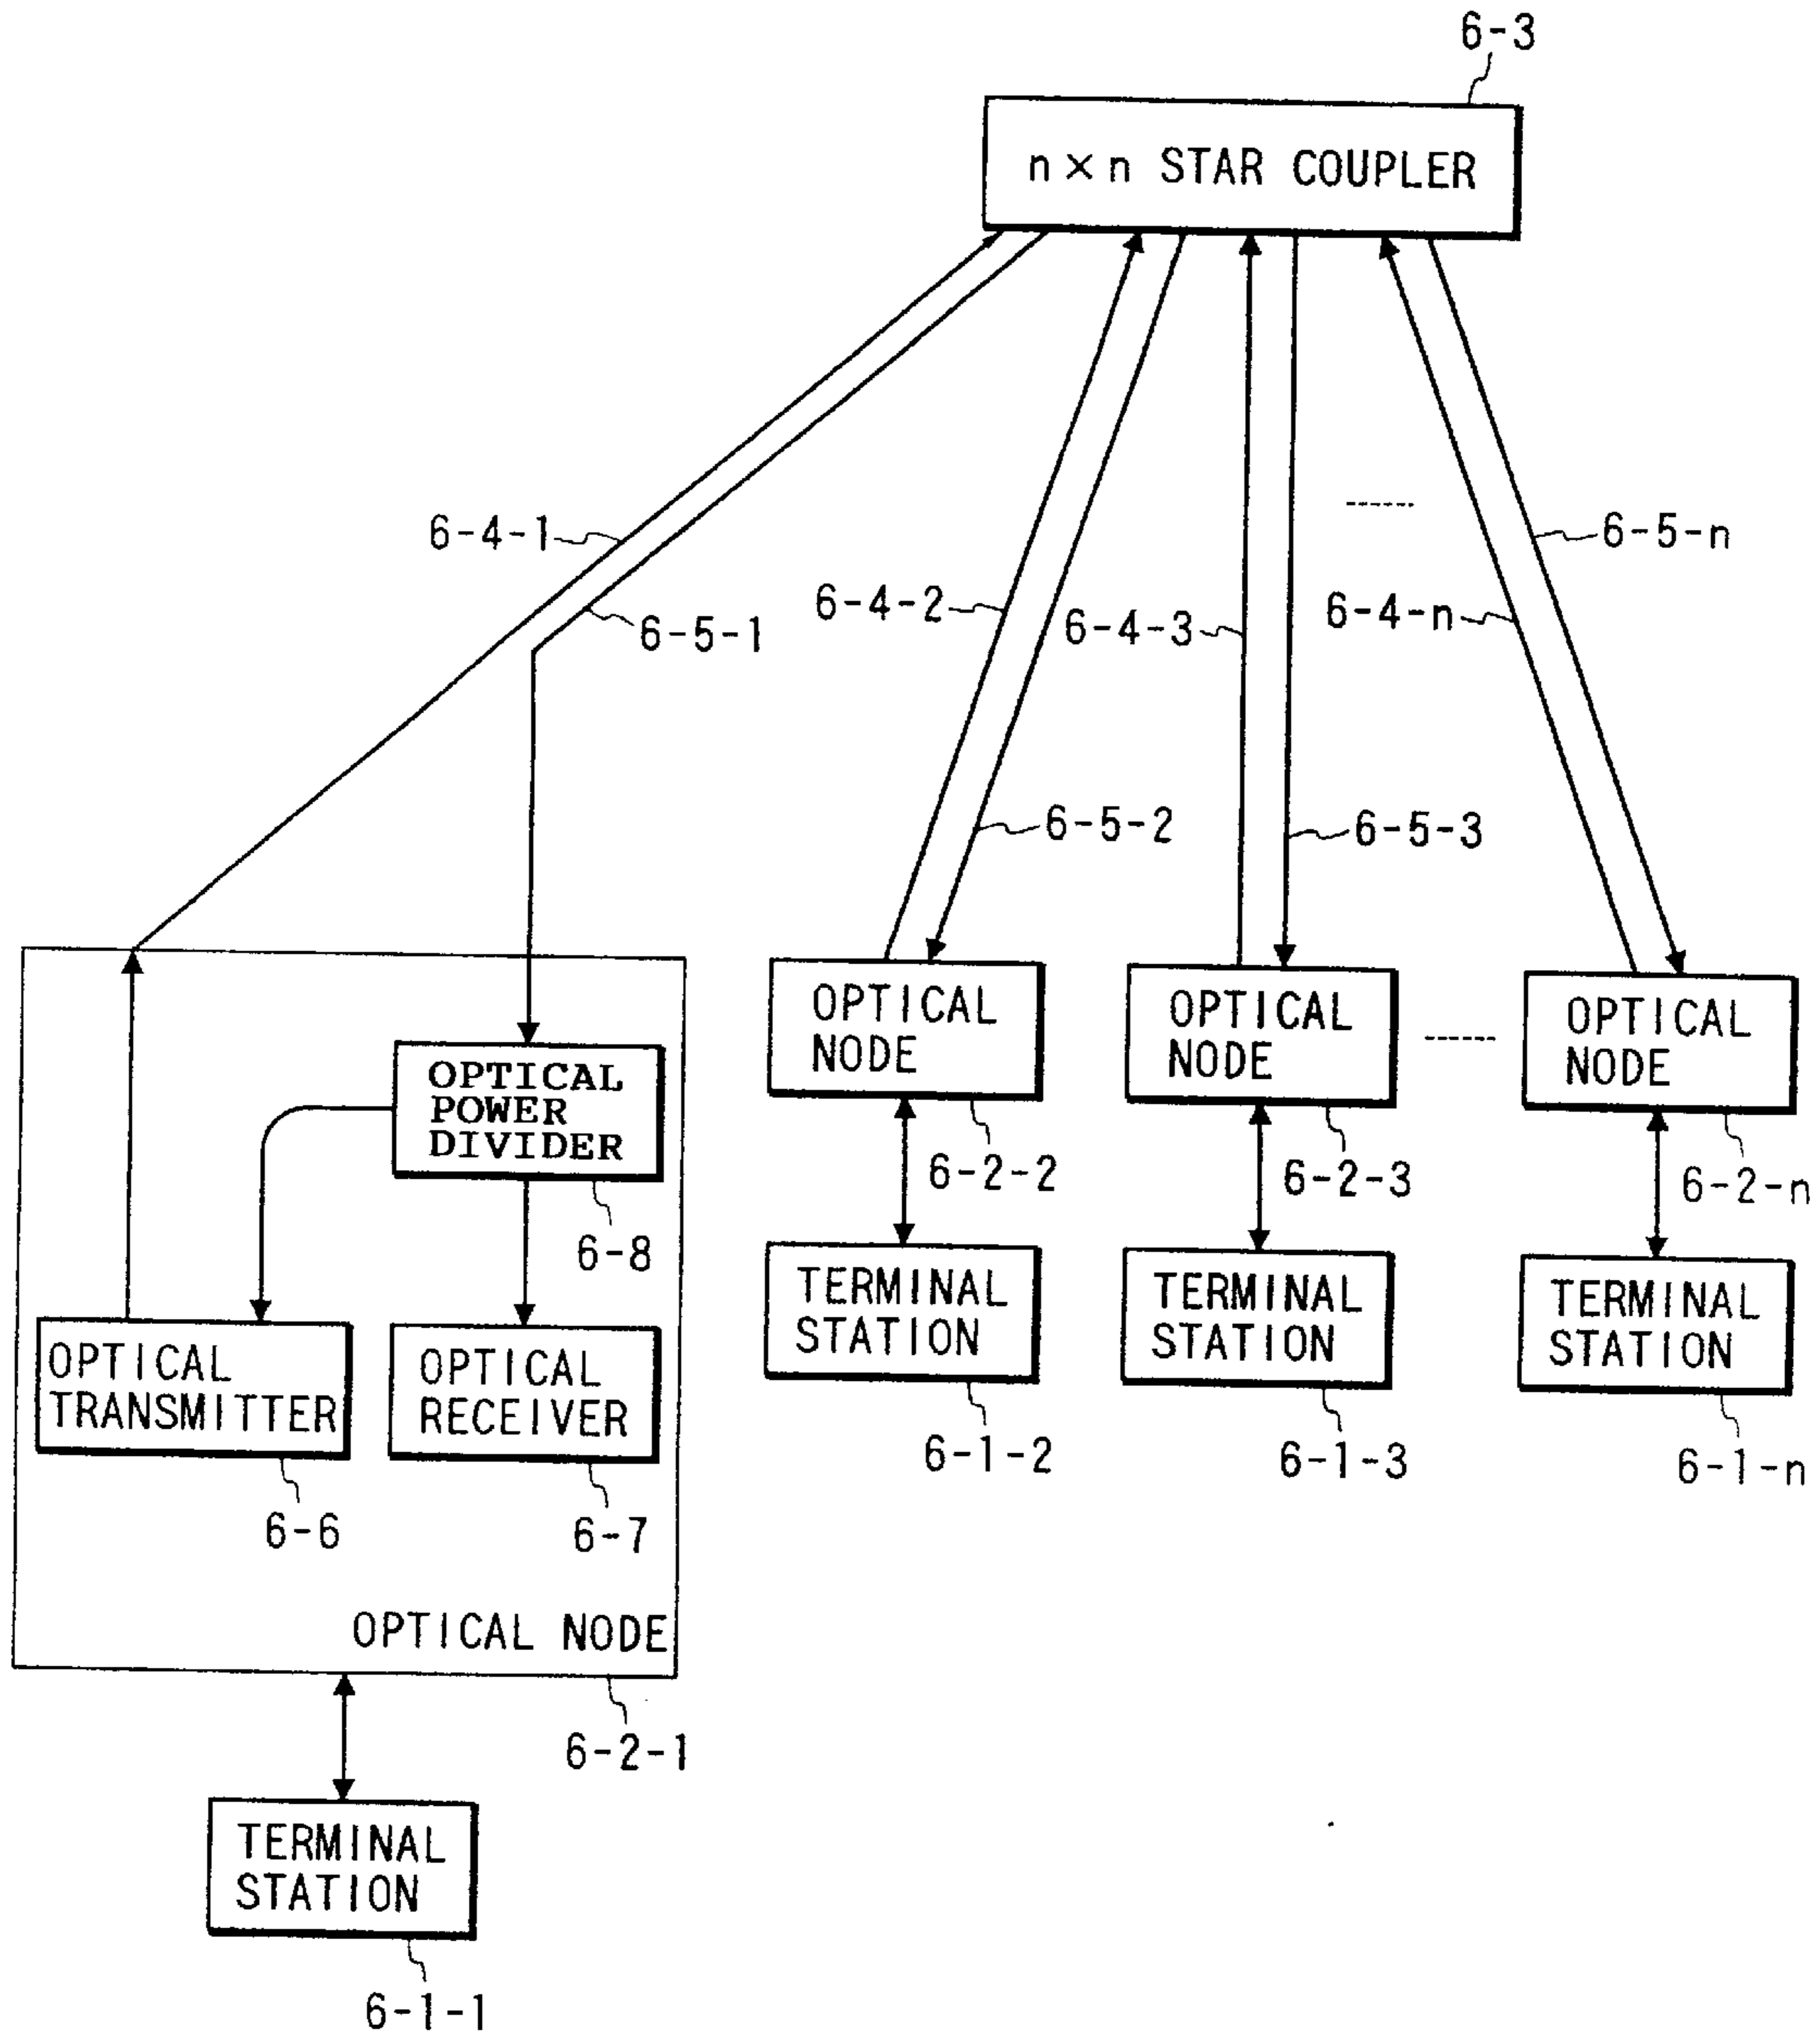 6-3
n×n STAR COUPLER
6-4-1
6-5-1
6-4-2
6-4-3
6-4-n
6-5-n
6-5-2
6-5-3
OPTICAL
POWER
DIVIDER
6-8
OPTICAL
TRANSMITTER
6-6
OPTICAL
RECEIVER
6-7
OPTICAL NODE
6-2-1
TERMINAL
STATION
6-1-1
OPTICAL
NODE
6-2-2
TERMINAL
STATION
6-1-2
OPTICAL
NODE
6-2-3
TERMINAL
STATION
6-1-3
OPTICAL
NODE
6-2-n
TERMINAL
STATION
6-1-n